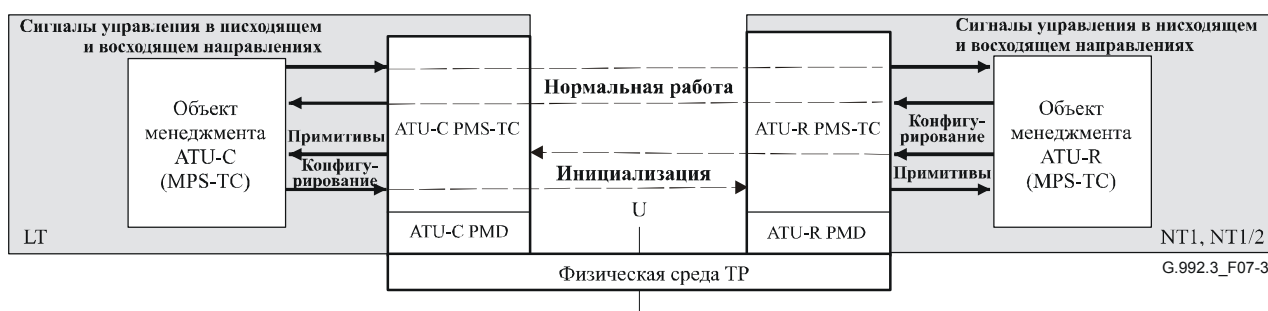 Сигналы управления в нисходящем
и восходящем направлениях
Сигналы управления в нисходящем
и восходящем направлениях
Объект
менеджмента
ATU-C
(MPS-TC)
Примитивы
Конфигу-
рирование
ATU-C PMS-TC
ATU-C PMD
LT
Нормальная работа
Инициализация
U
ATU-R PMS-TC
ATU-R PMD
Конфигу-
рирование
Примитивы
Объект
менеджмента
ATU-R
(MPS-TC)
NT1, NT1/2
Физическая среда TP
G.992.3_F07-3